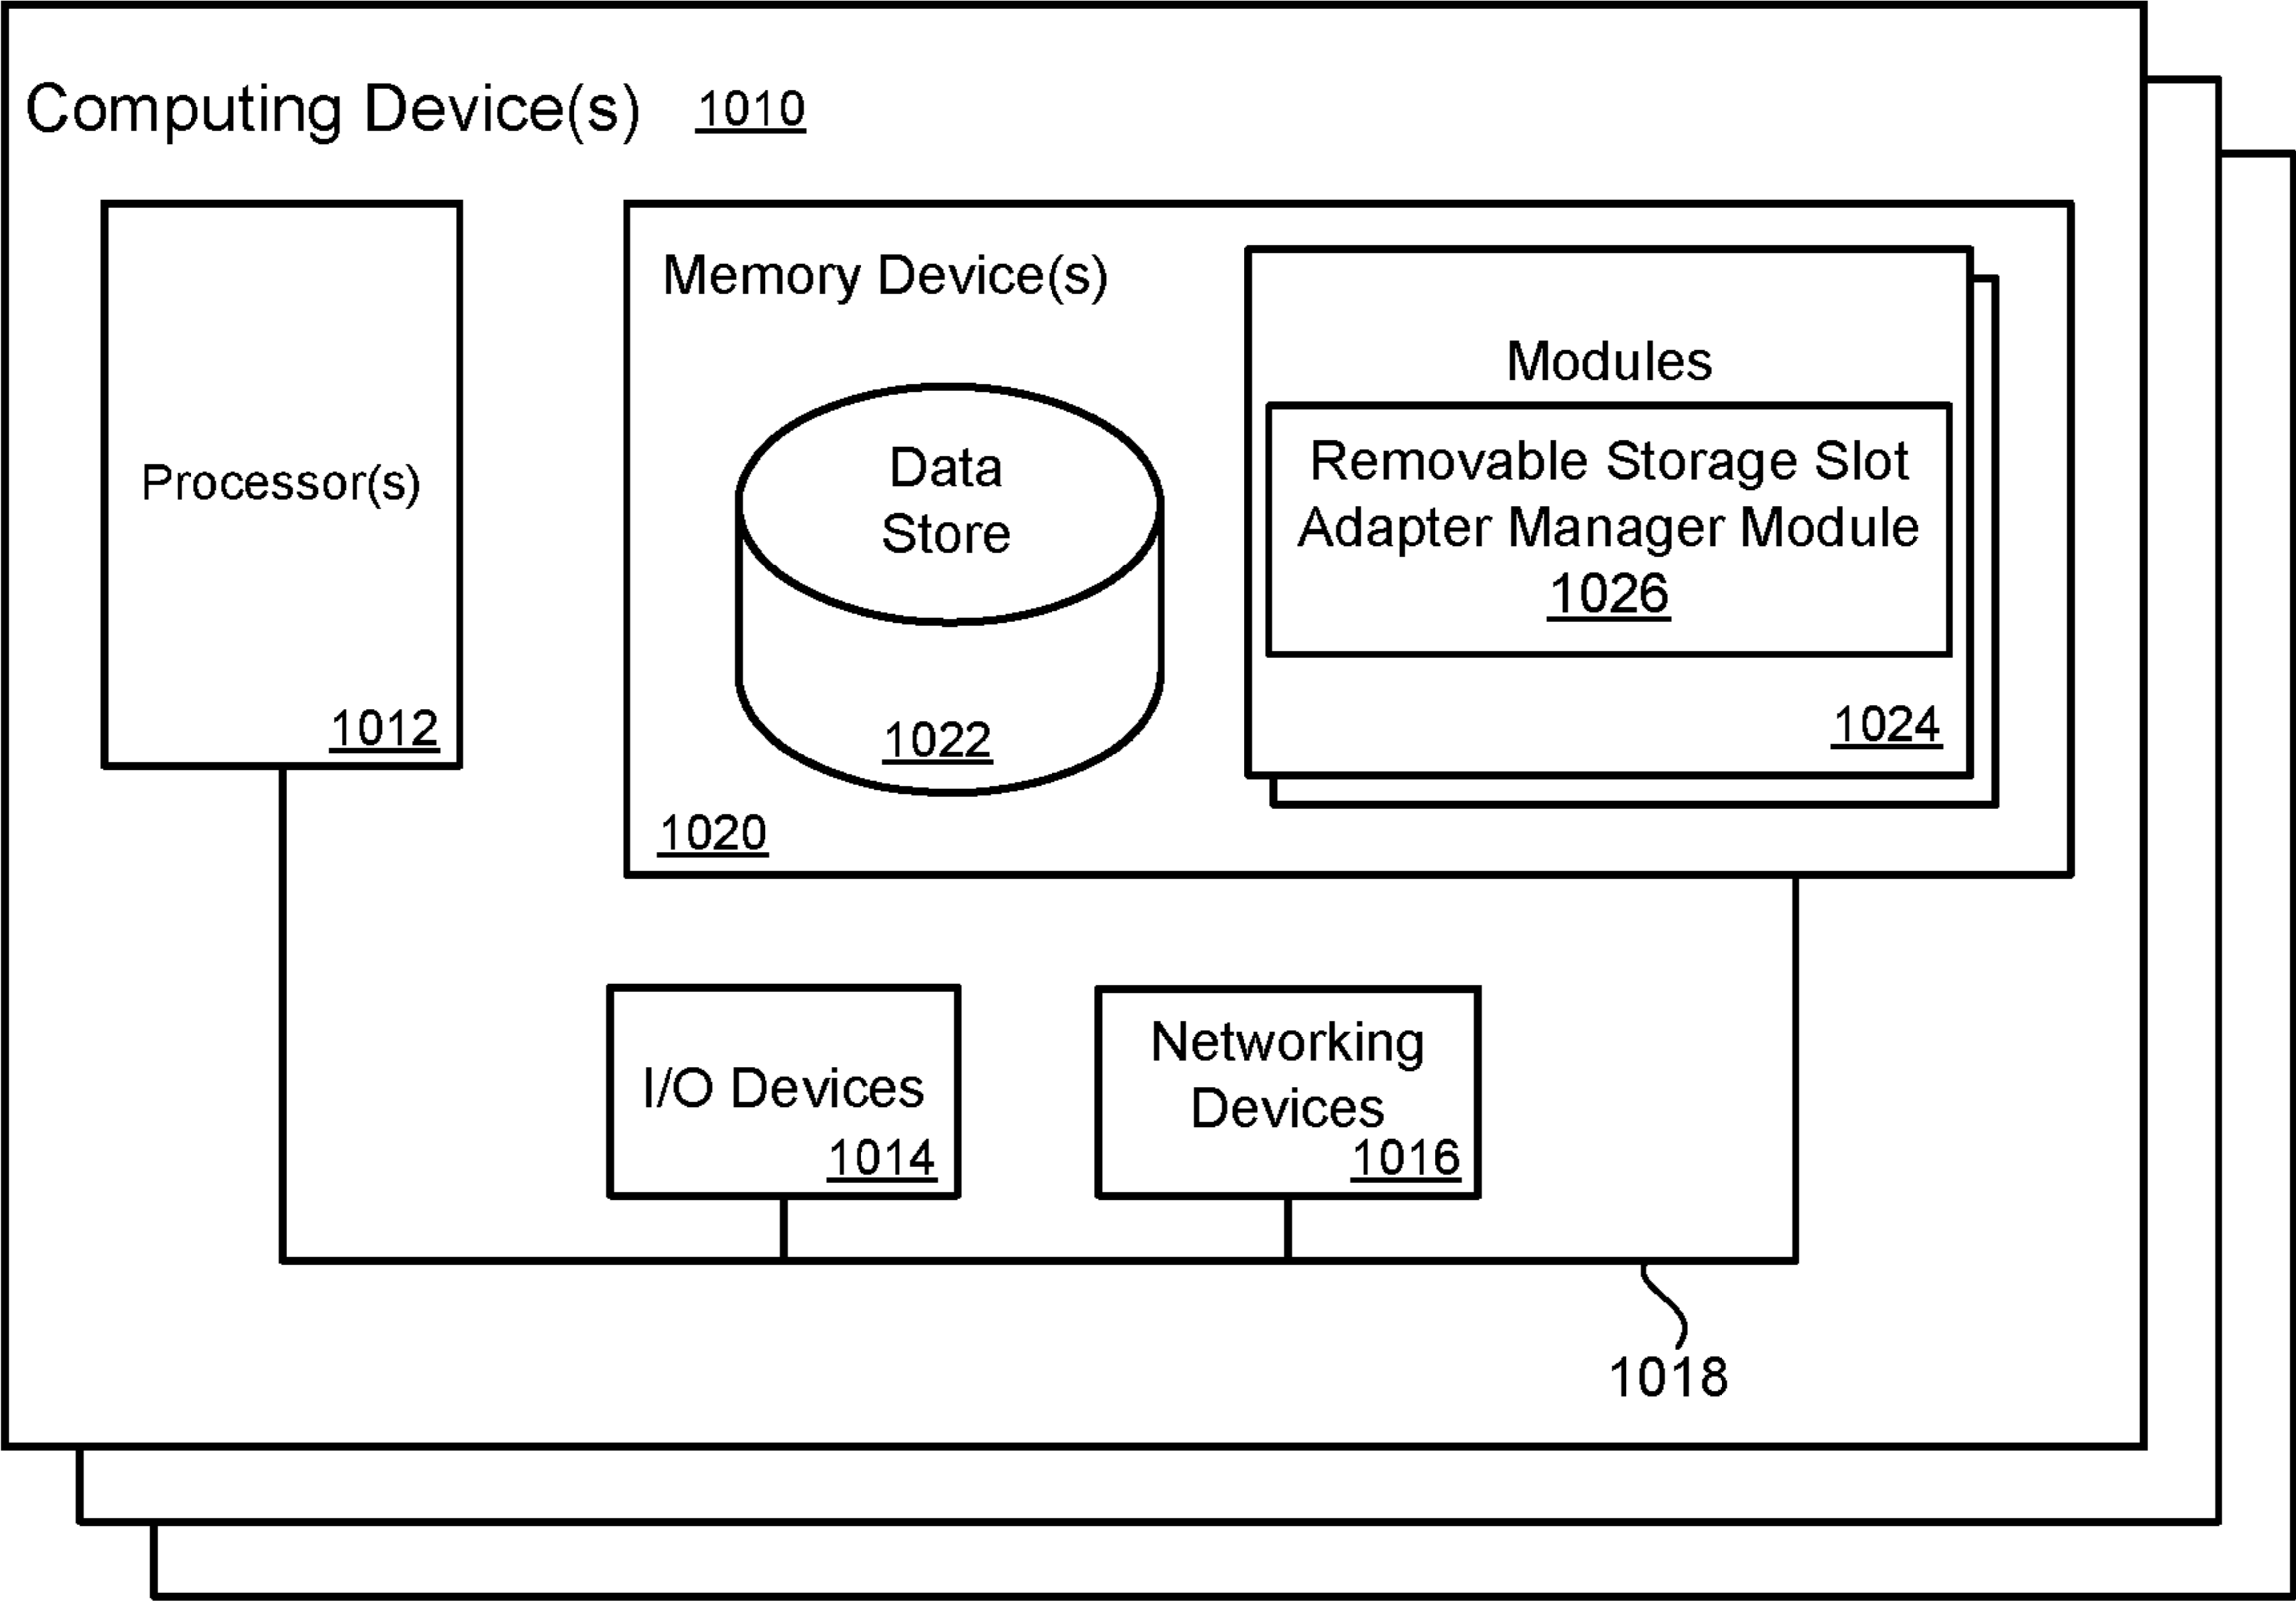 Computing Device(s) 1010
Processor(s)
1012
Memory Device(s)
Data
Store
1022
1020
Modules
Removable Storage Slot
Adapter Manager Module
1026
1024
I/O Devices
1014
Networking
Devices
1016
1018